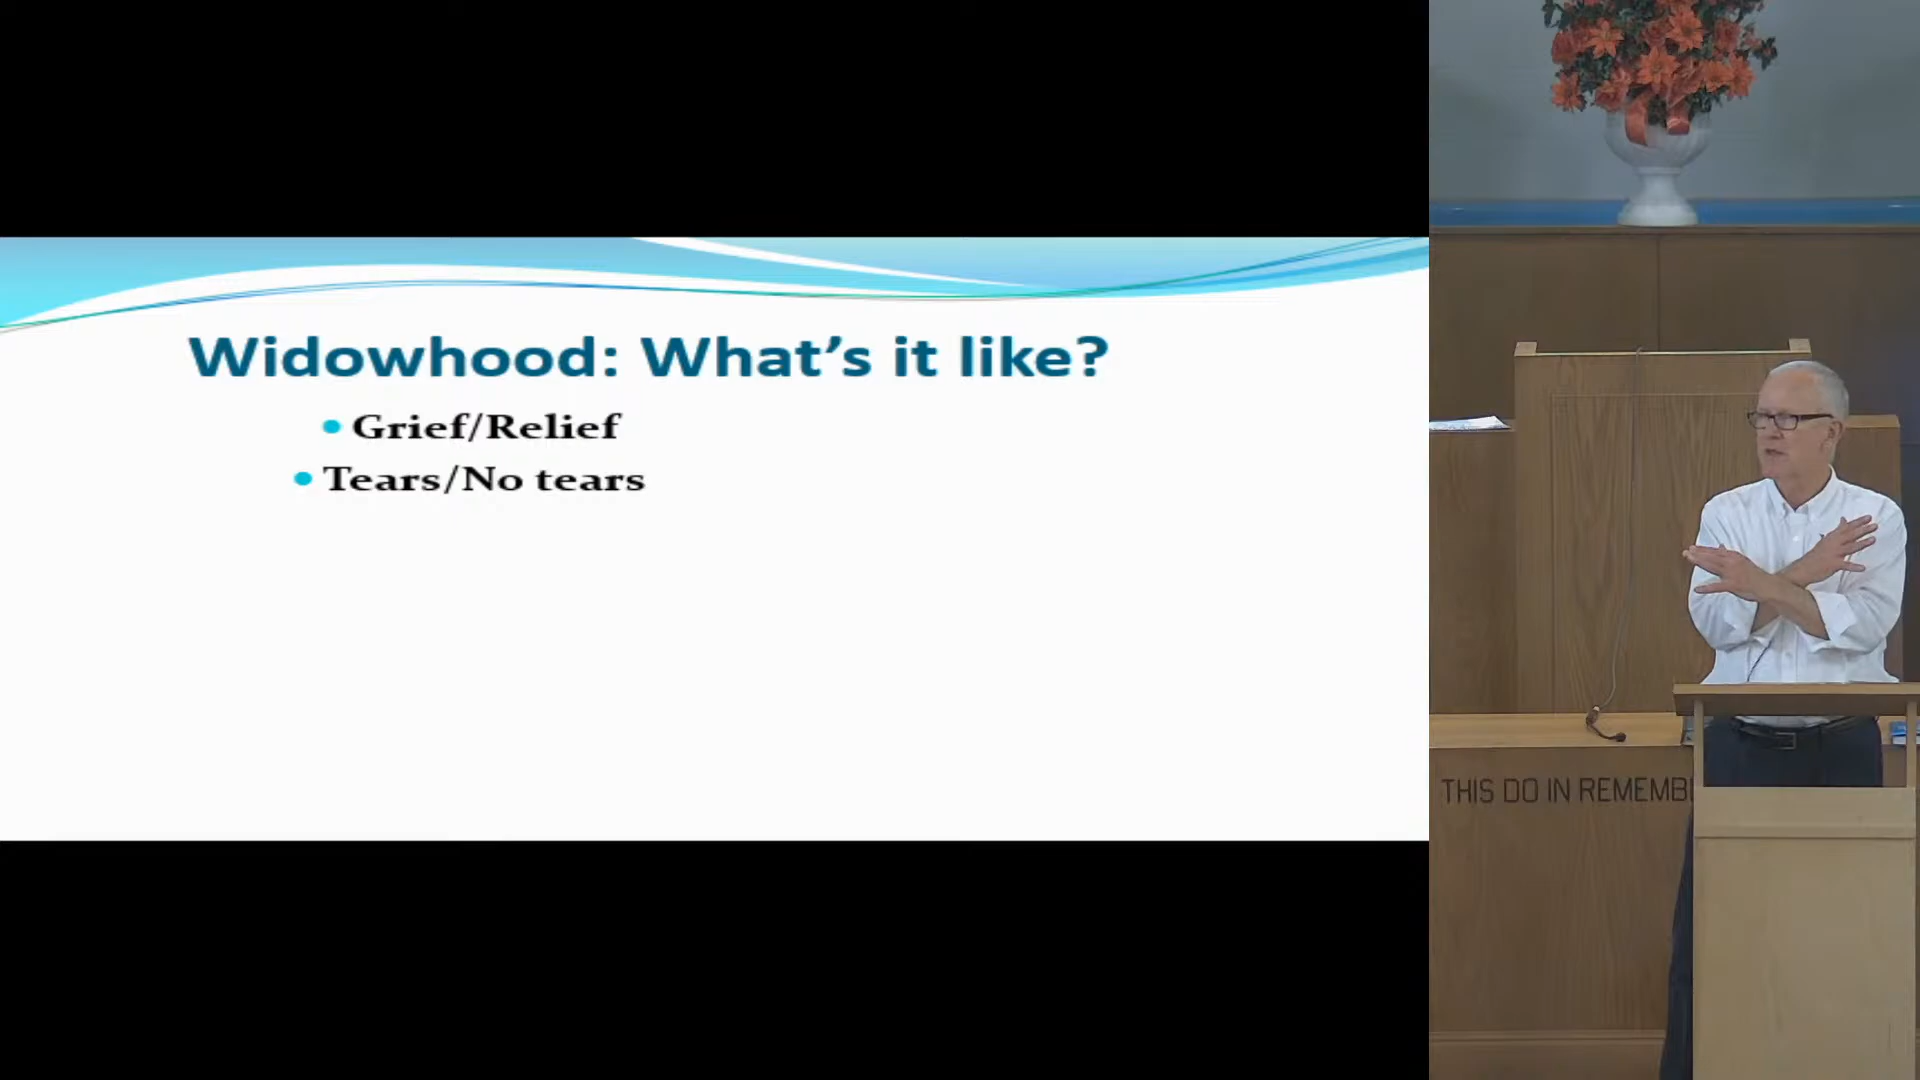 Widowhood: What's it like?
Grief/Relief
Tears/No tears
THIS DO IN REMEMB